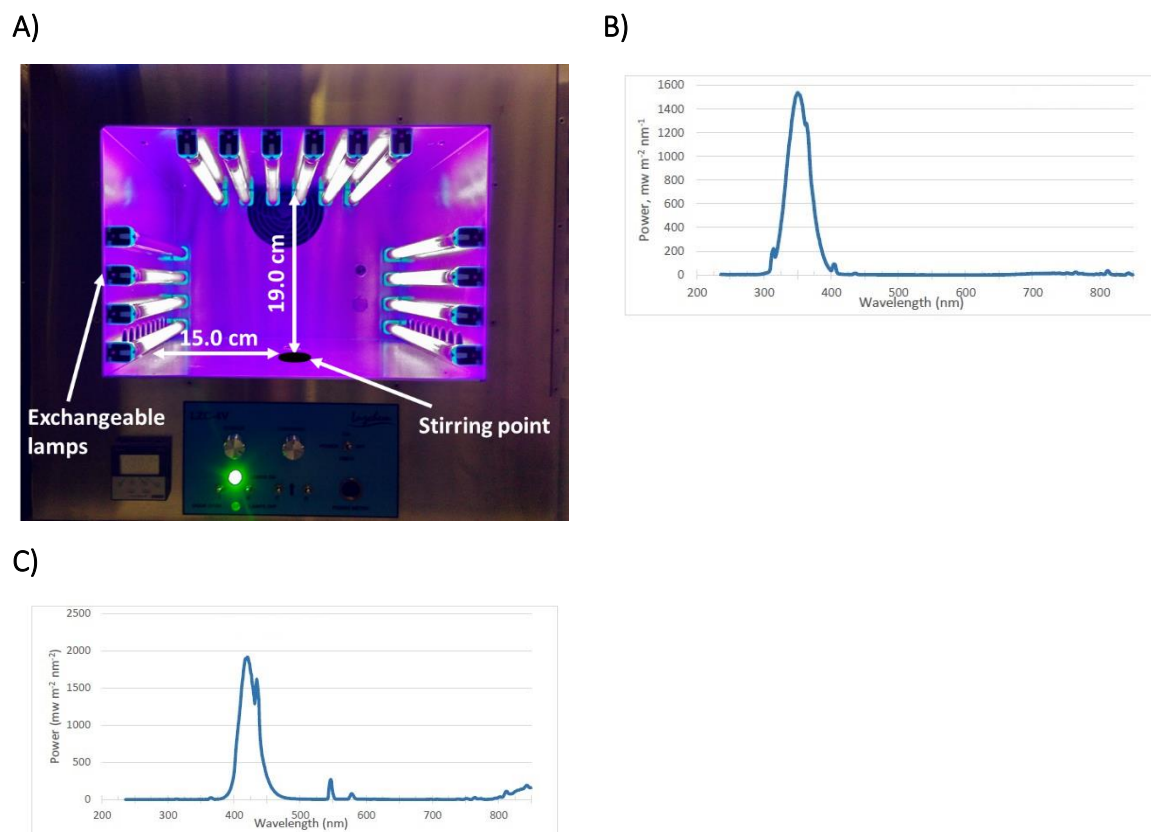 A)
B)
19.0 cm
15.0 cm
Exchangeable
lamps
Stirring point
LZC-4V
1600
1400
1200
1000
800
600
400
200
0
Power, mw m⁻² nm⁻¹
200 300 400 500 600 700 800
Wavelength (nm)
C)
2500
2000
1500
1000
500
0
Power (mw m⁻² nm⁻²)
200 300 400 500 600 700 800
Wavelength (nm)